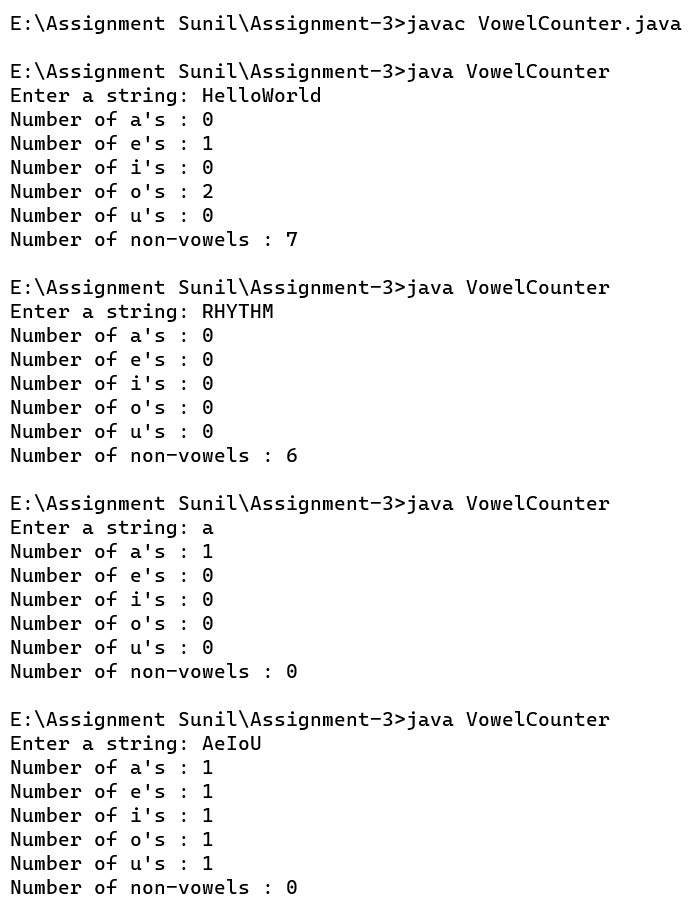 E:\Assignment Sunil\Assignment-3>javac VowelCounter.java
E:\Assignment Sunil\Assignment-3>java VowelCounter
Enter a string: HelloWorld
Number of a's : 0
Number of e's : 1
Number of i's : 0
Number of o's : 2
Number of u's : 0
Number of non-vowels : 7
E:\Assignment Sunil\Assignment-3>java VowelCounter
Enter a string: RHYTHM
Number of a's : 0
Number of e's : 0
Number of i's : 0
Number of o's : 0
Number of u's : 0
Number of non-vowels : 6
E:\Assignment Sunil\Assignment-3>java VowelCounter
Enter a string: a
Number of a's : 1
Number of e's : 0
Number of i's : 0
Number of o's : 0
Number of u's : 0
Number of non-vowels : 0
E:\Assignment Sunil\Assignment-3>java VowelCounter
Enter a string: AeIoU
Number of a's : 1
Number of e's : 1
Number of i's : 1
Number of o's : 1
Number of u's : 1
Number of non-vowels : 0